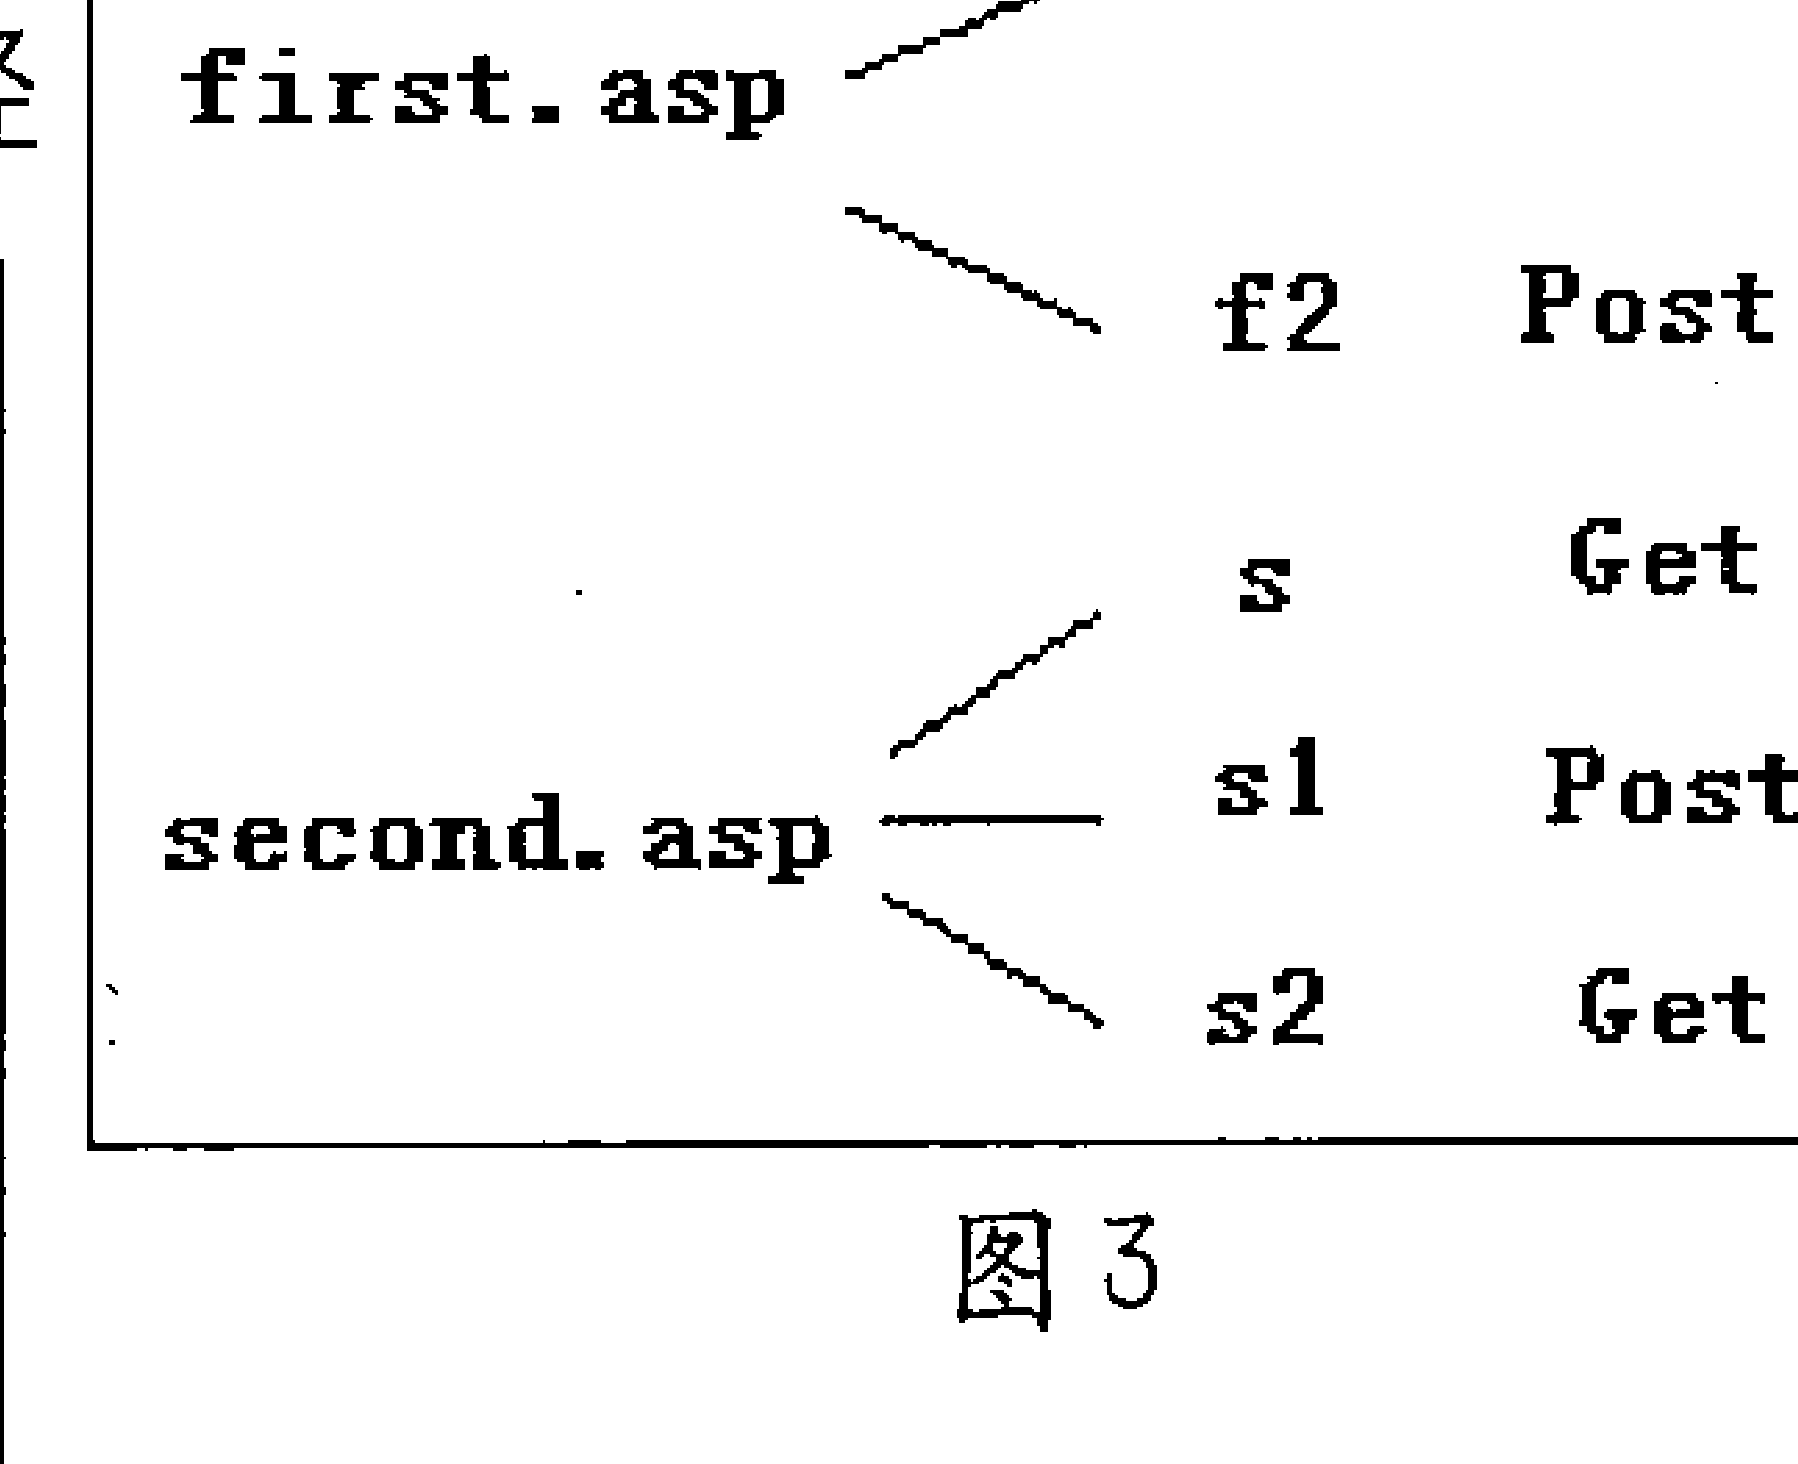 first.asp
f2 Post
s Get
s1 Post
second.asp
s2 Get
图 3